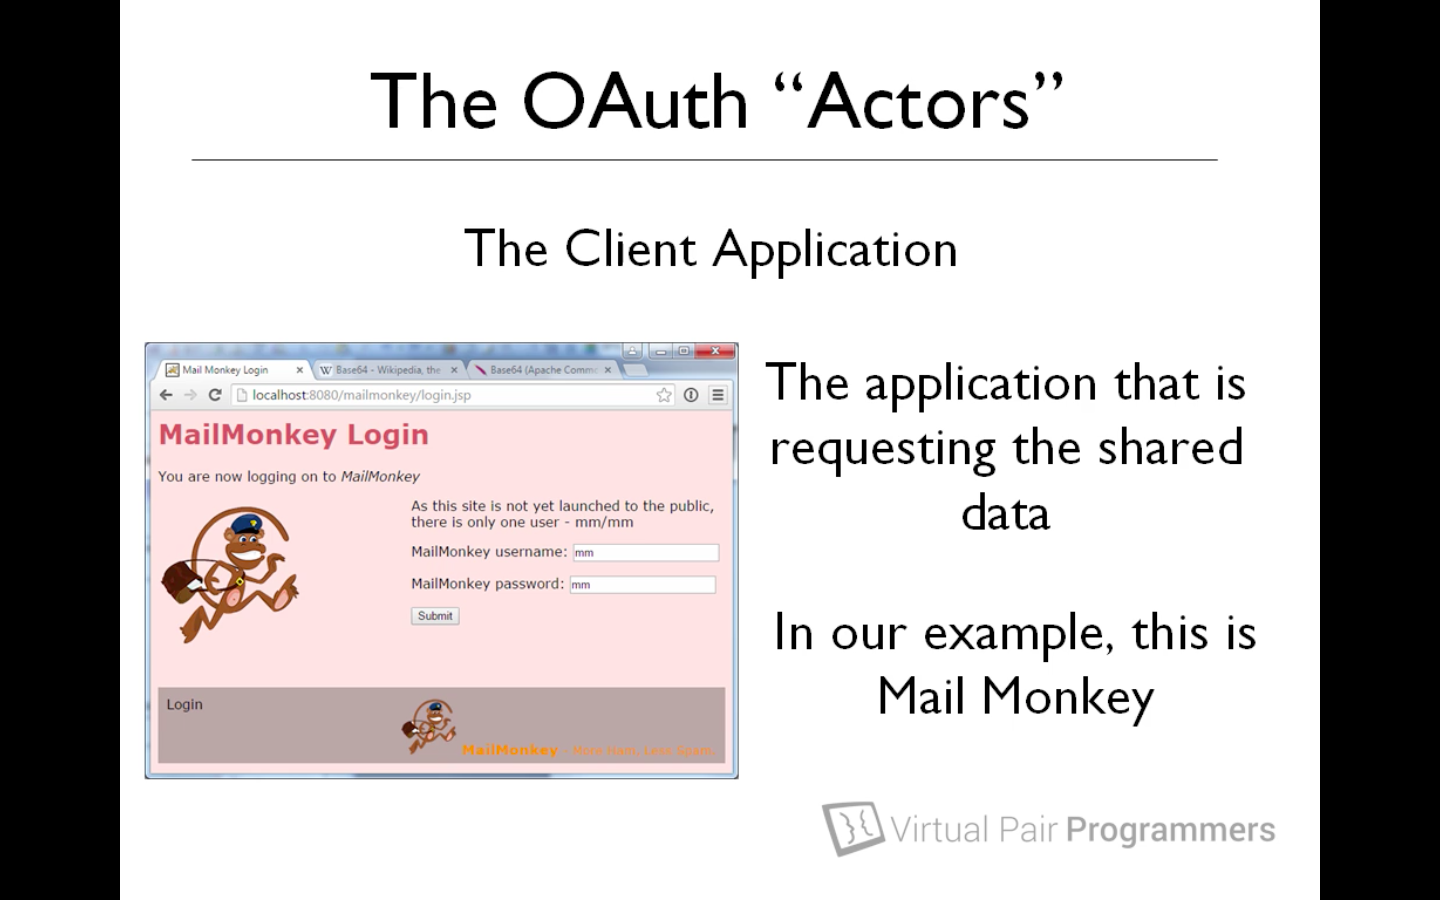 The OAuth “Actors”
The Client Application
Mail Monkey Login
Base64 - Wikipedia, the
Base64 (Apache Commo
localhost:8080/mailmonkey/login.jsp
MailMonkey Login
You are now logging on to MailMonkey
As this site is not yet launched to the public,
there is only one user - mm/mm
MailMonkey username: mm
MailMonkey password: mm
Submit
Login
MailMonkey - More Ham. Less Spam.
The application that is
requesting the shared
data
In our example, this is
Mail Monkey
Virtual Pair Programmers